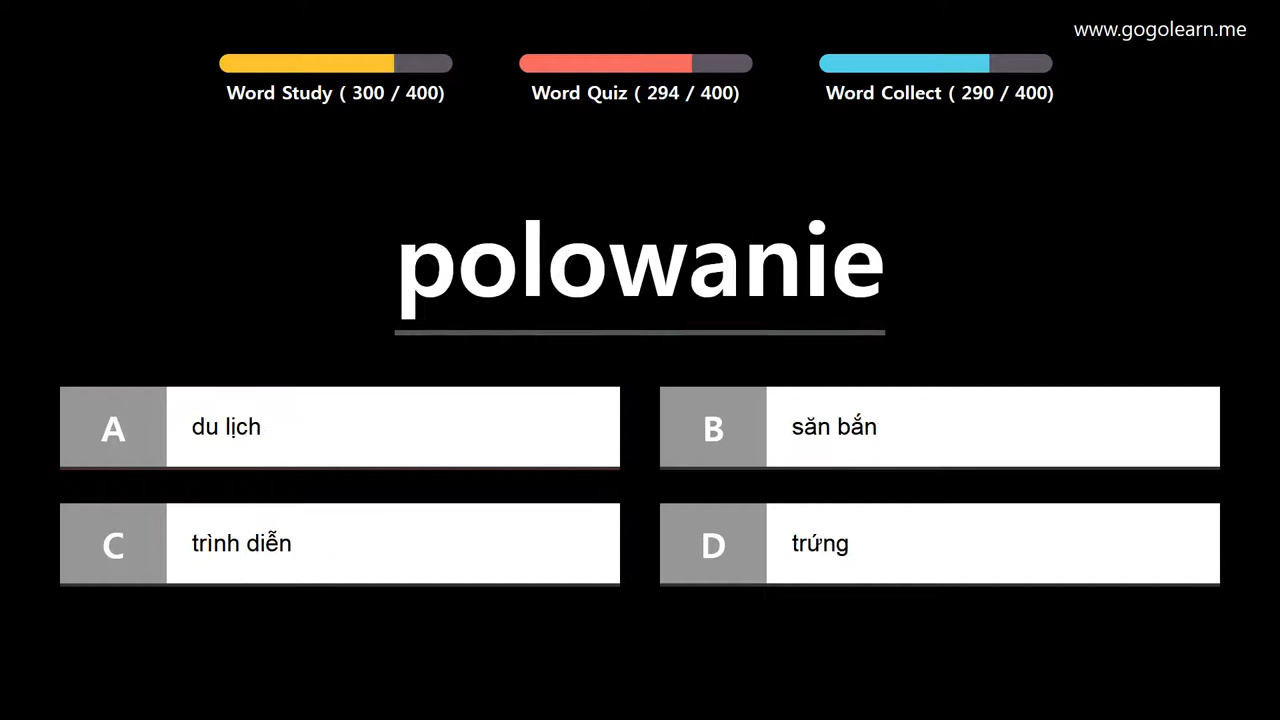 www.gogolearn.me
Word Study ( 300 / 400)
Word Quiz ( 294 / 400)
Word Collect ( 290 / 400)
polowanie
A du lịch
B săn bắn
C trình diễn
D trứng